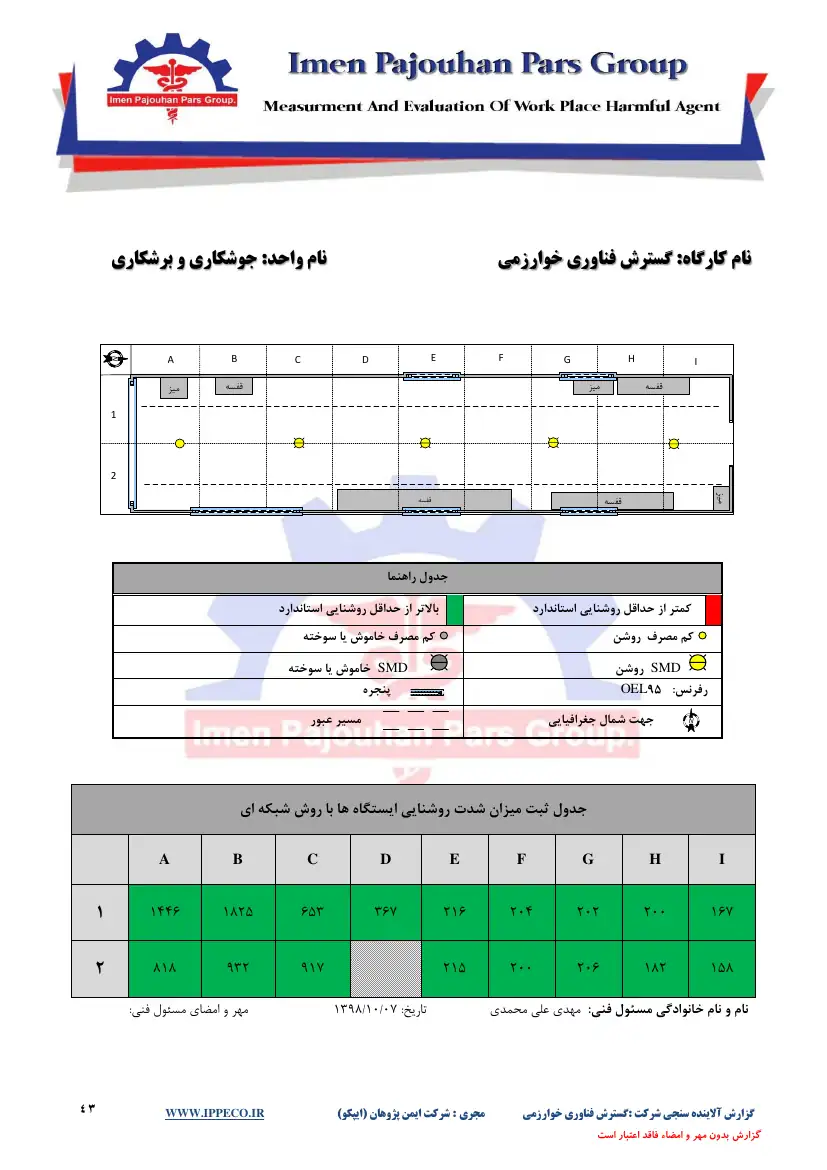 Imen Pajouhan Pars Group
Imen Pajouhan Pars Group.
Measurment And Evaluation Of Work Place Harmful Agent
نام کارگاه: گسترش فناوری خوارزمی نام واحد: جوشکاری و برشکاری
A B C D E F G H I
میز قفسه میز قفسه
1
2
قفسه قفسه میز
جدول راهنما
کمتر از حداقل روشنایی استاندارد بالاتر از حداقل روشنایی استاندارد
کم مصرف روشن کم مصرف خاموش یا سوخته
SMD روشن SMD خاموش یا سوخته
رفرنس: OEL۹۵ پنجره
جهت شمال جغرافیایی مسیر عبور
Imen Pajouhan Pars Group.
جدول ثبت میزان شدت روشنایی ایستگاه ها با روش شبکه ای
A B C D E F G H I
۱ ۱۴۴۶ ۱۸۲۵ ۶۵۳ ۳۶۷ ۲۱۶ ۲۰۴ ۲۰۲ ۲۰۰ ۱۶۷
۲ ۸۱۸ ۹۳۲ ۹۱۷ ۲۱۵ ۲۰۰ ۲۰۶ ۱۸۲ ۱۵۸
نام و نام خانوادگی مسئول فنی: مهدی علی محمدی تاریخ: ۱۳۹۸/۱۰/۰۷ مهر و امضای مسئول فنی:
گزارش آلاینده سنجی شرکت :گسترش فناوری خوارزمی مجری : شرکت ایمن پژوهان (ایپکو) WWW.IPPECO.IR ٤٣
گزارش بدون مهر و امضاء فاقد اعتبار است